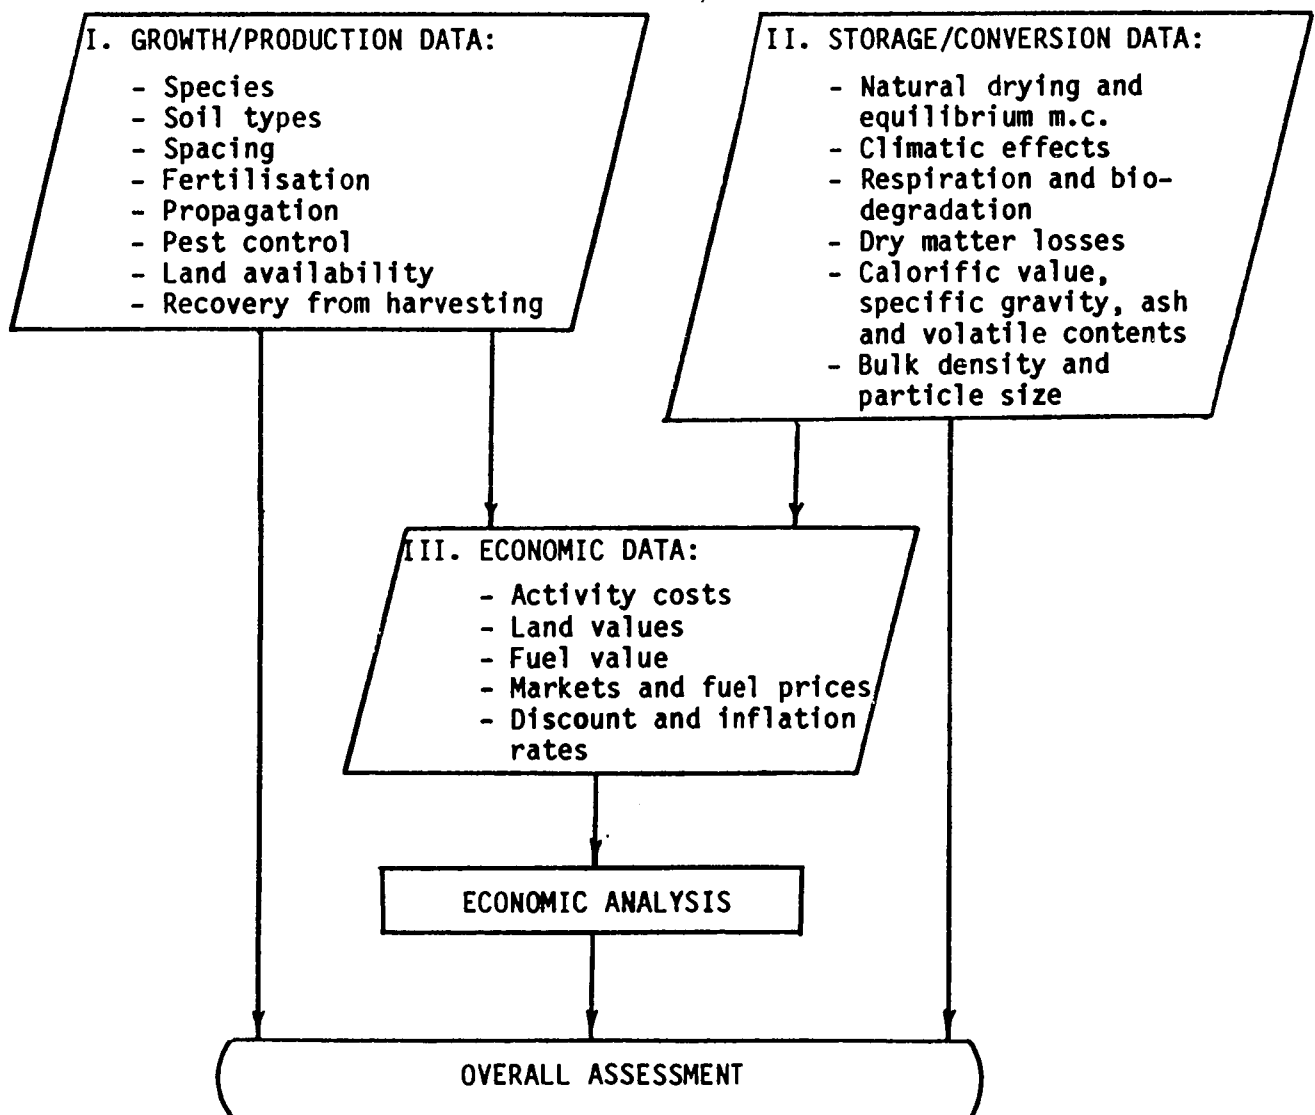 I. GROWTH/PRODUCTION DATA:
- Species
- Soil types
- Spacing
- Fertilisation
- Propagation
- Pest control
- Land availability
- Recovery from harvesting
II. STORAGE/CONVERSION DATA:
- Natural drying and
equilibrium m.c.
- Climatic effects
- Respiration and bio-
degradation
- Dry matter losses
- Calorific value,
specific gravity, ash
and volatile contents
- Bulk density and
particle size
III. ECONOMIC DATA:
- Activity costs
- Land values
- Fuel value
- Markets and fuel prices
- Discount and inflation
rates
ECONOMIC ANALYSIS
OVERALL ASSESSMENT